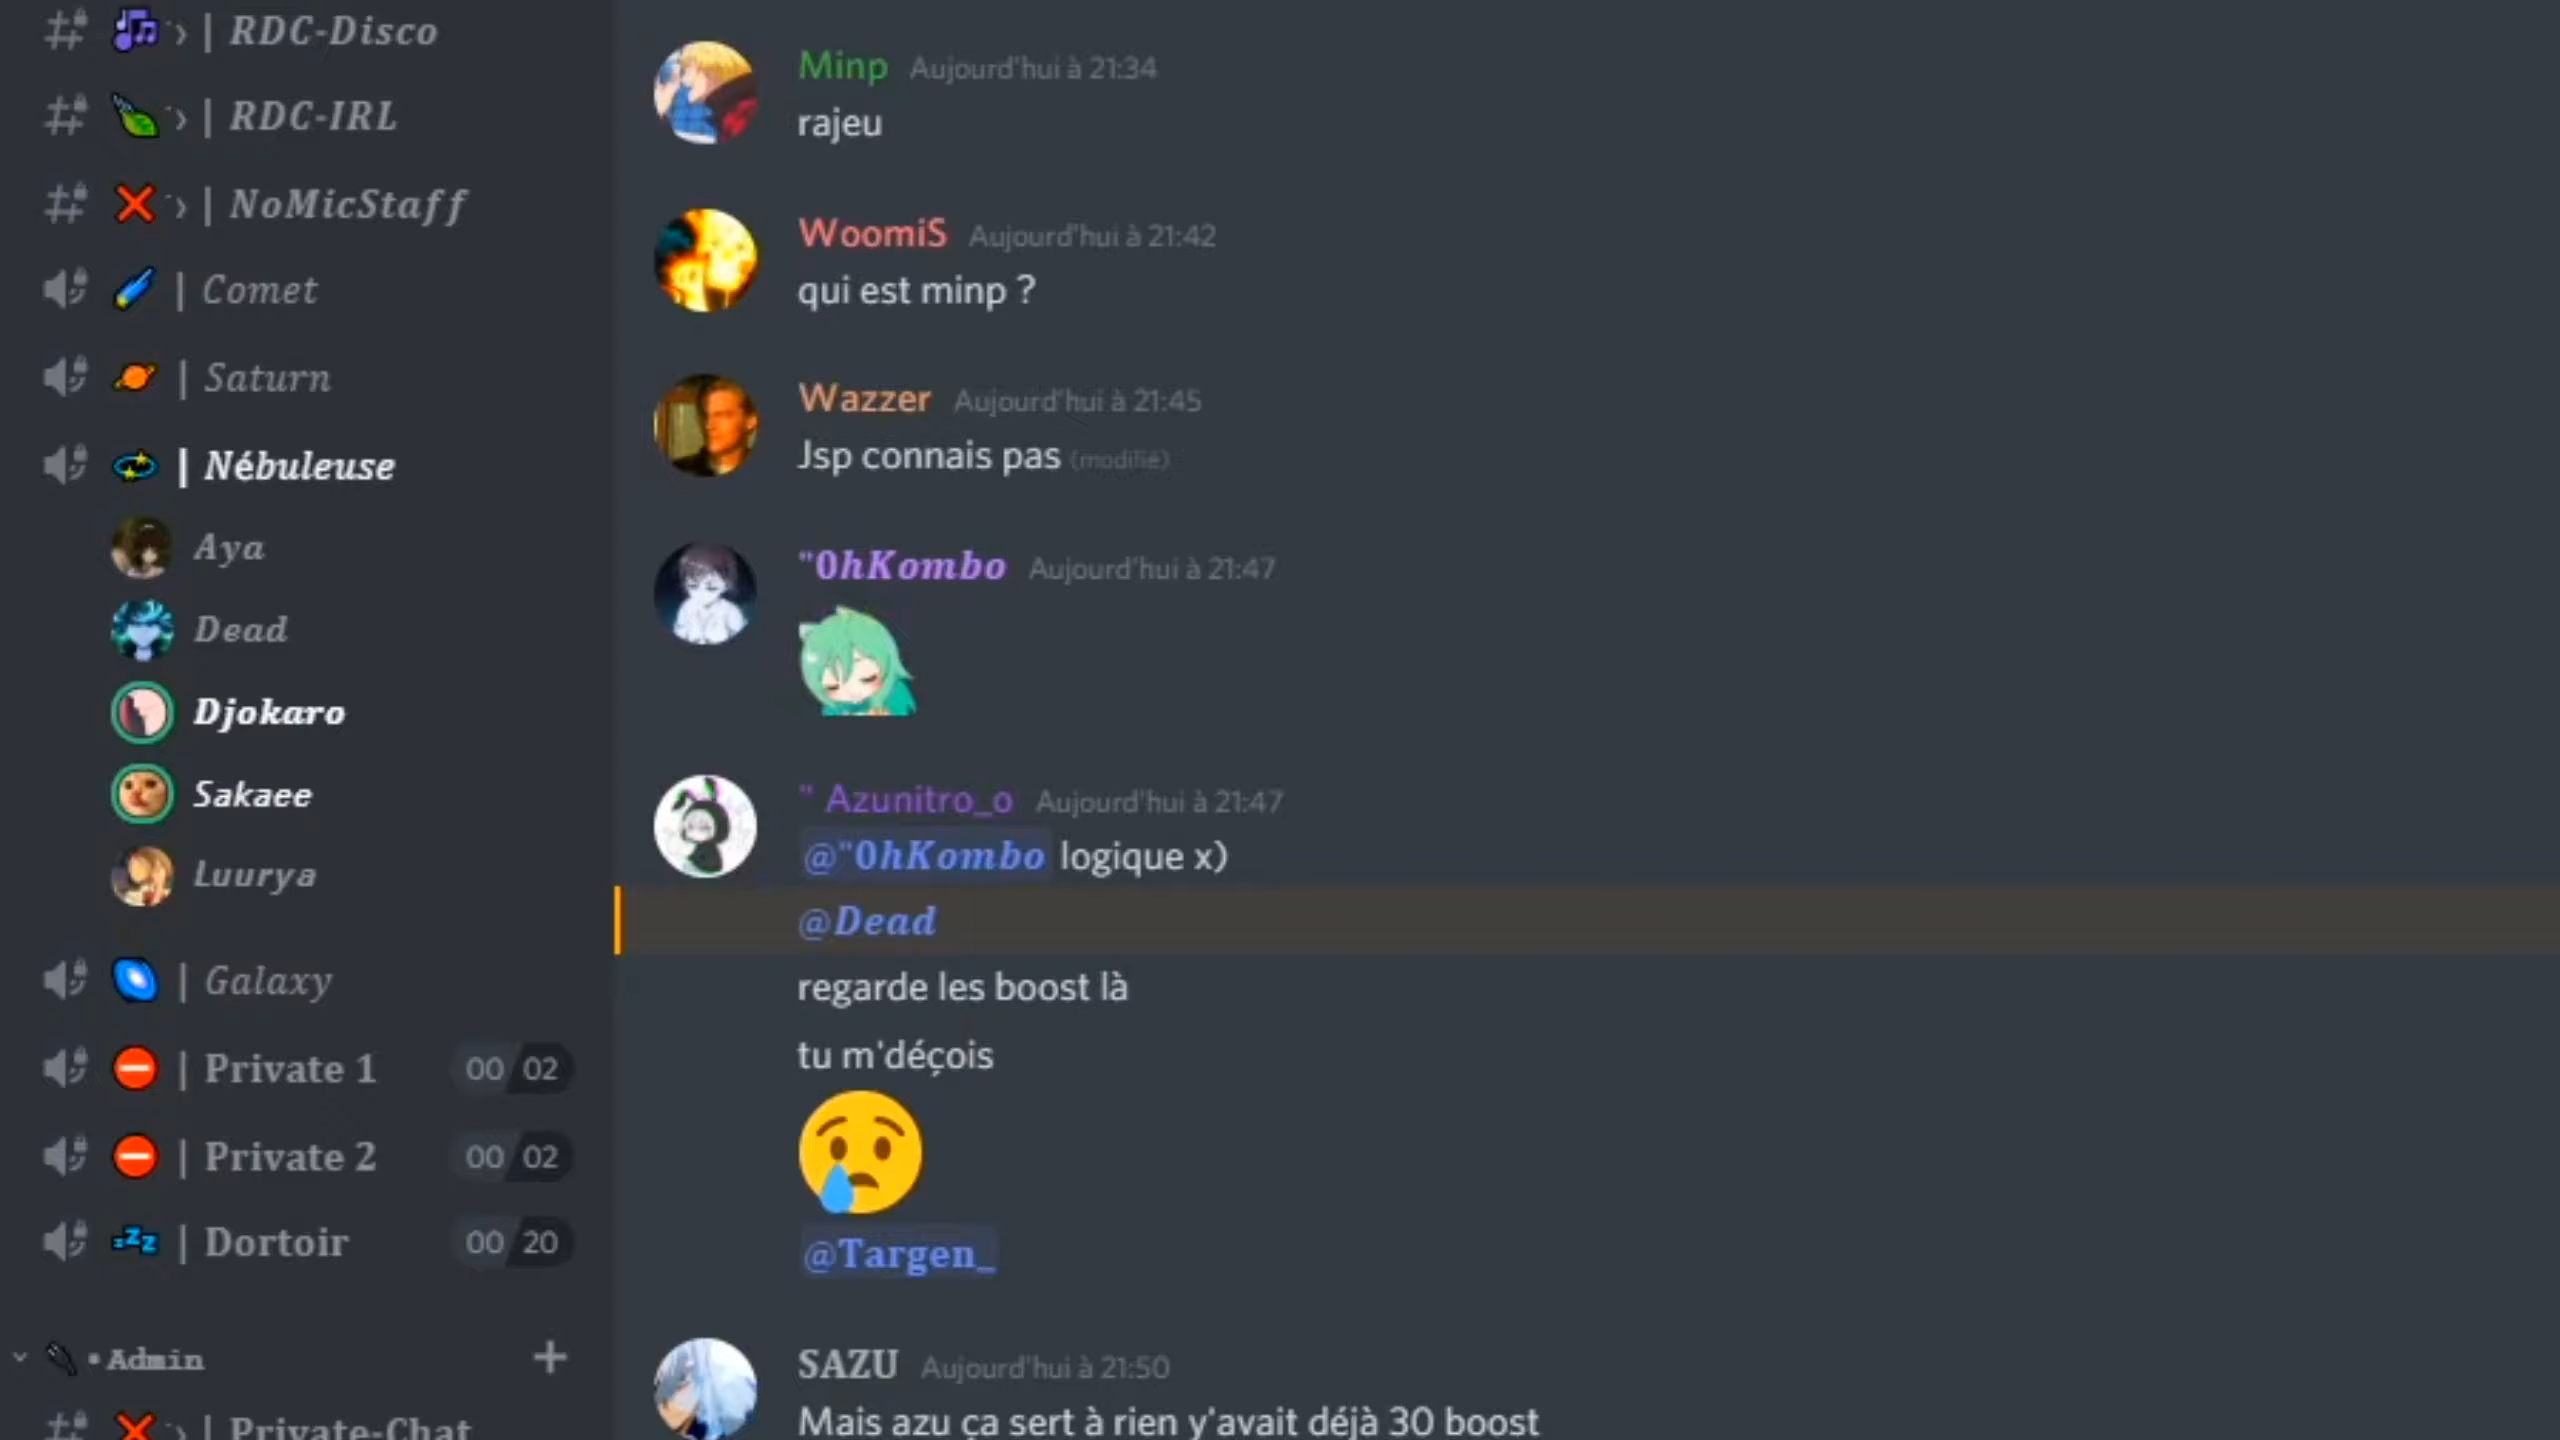 | RDC-Disco
| RDC-IRL
| NoMicStaff
| Comet
| Saturn
| Nébuleuse
Aya
Dead
Djokaro
Sakaee
Luurya
| Galaxy
| Private 1 00 02
| Private 2 00 02
| Dortoir 00 20
• Admin +
| Private-Chat
Minp Aujourd'hui à 21:34
rajeu
WoomiS Aujourd'hui à 21:42
qui est minp ?
Wazzer Aujourd'hui à 21:45
Jsp connais pas (modifié)
"0hKombo Aujourd'hui à 21:47
" Azunitro_o Aujourd'hui à 21:47
@"0hKombo logique x)
@Dead
regarde les boost là
tu m'déçois
@Targen_
SAZU Aujourd'hui à 21:50
Mais azu ça sert à rien y'avait déjà 30 boost